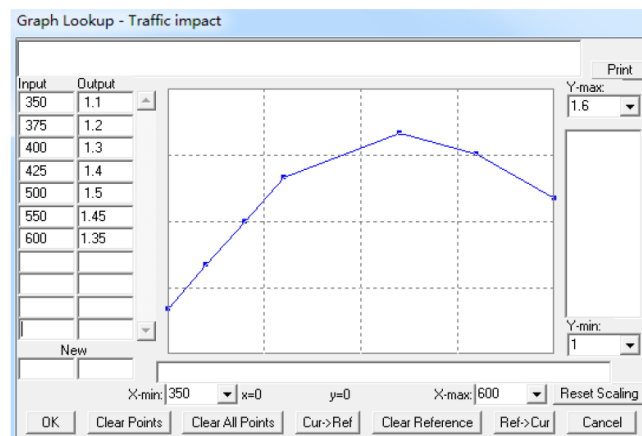 Graph Lookup - Traffic impact
Print
Input Output
350 1.1
375 1.2
400 1.3
425 1.4
500 1.5
550 1.45
600 1.35
New
Y-max:
1.6
Y-min:
1
X-min: 350 x=0 y=0 X-max: 600 Reset Scaling
OK Clear Points Clear All Points Cur->Ref Clear Reference Ref->Cur Cancel